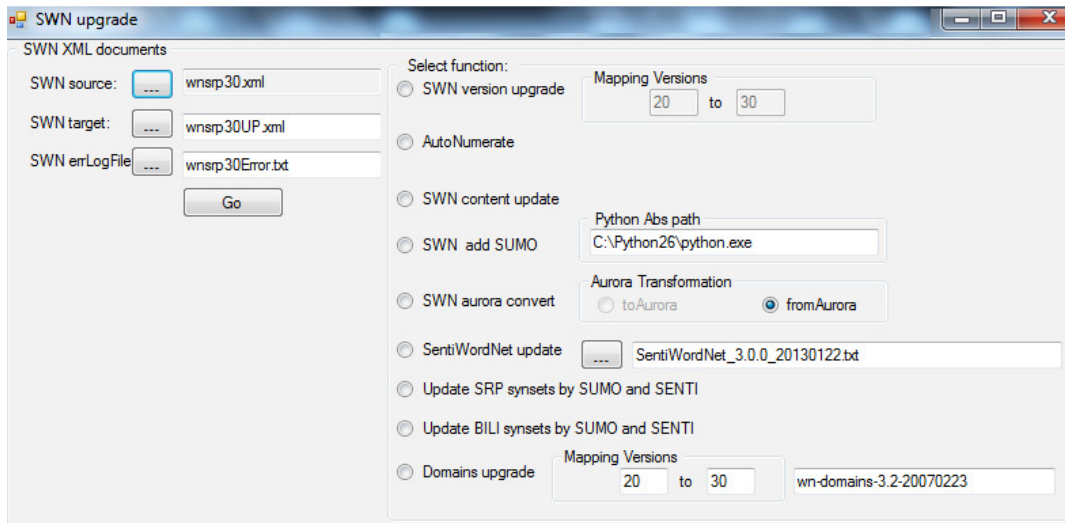 SWN upgrade
SWN XML documents
SWN source: ... wnsrp30.xml
SWN target: ... wnsrp30UP.xml
SWN errLogFile ... wnsrp30Error.txt
Go
Select function:
SWN version upgrade
Mapping Versions
20 to 30
AutoNumerate
SWN content update
Python Abs path
SWN add SUMO
C:\Python26\python.exe
Aurora Transformation
SWN aurora convert
toAurora fromAurora
SentiWordNet update ... SentiWordNet_3.0.0_20130122.txt
Update SRP synsets by SUMO and SENTI
Update BILI synsets by SUMO and SENTI
Mapping Versions
Domains upgrade 20 to 30 wn-domains-3.2-20070223